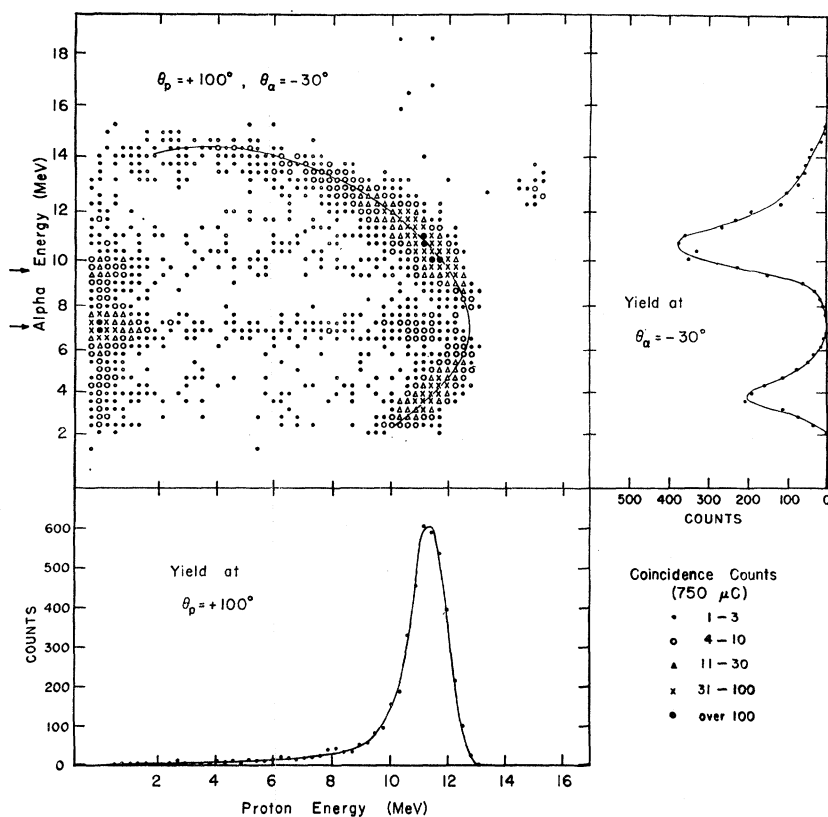 18
16
14
12
10
8
6
4
2
Alpha Energy (MeV)
θp = +100° , θα = −30°
Yield at
θα = −30°
500 400 300 200 100 0
COUNTS
600
500
400
300
200
100
0
COUNTS
Yield at
θp = +100°
2 4 6 8 10 12 14 16
Proton Energy (MeV)
Coincidence Counts
(750 μC)
• 1 – 3
o 4 – 10
▲ 11 – 30
x 31 – 100
● over 100